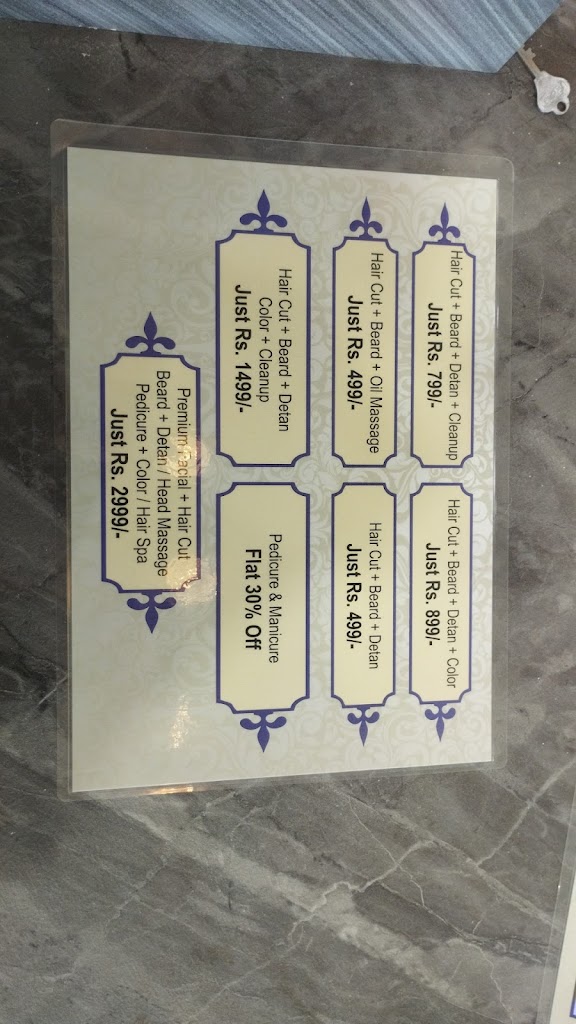 Hair Cut + Beard + Detan + Cleanup
Just Rs. 799/-
Hair Cut + Beard + Detan + Color
Just Rs. 899/-
Hair Cut + Beard + Oil Massage
Just Rs. 499/-
Hair Cut + Beard + Detan
Just Rs. 499/-
Hair Cut + Beard + Detan
Color + Cleanup
Just Rs. 1499/-
Pedicure & Manicure
Flat 30% Off
Premium Facial + Hair Cut
Beard + Detan / Head Massage
Pedicure + Color / Hair Spa
Just Rs. 2999/-